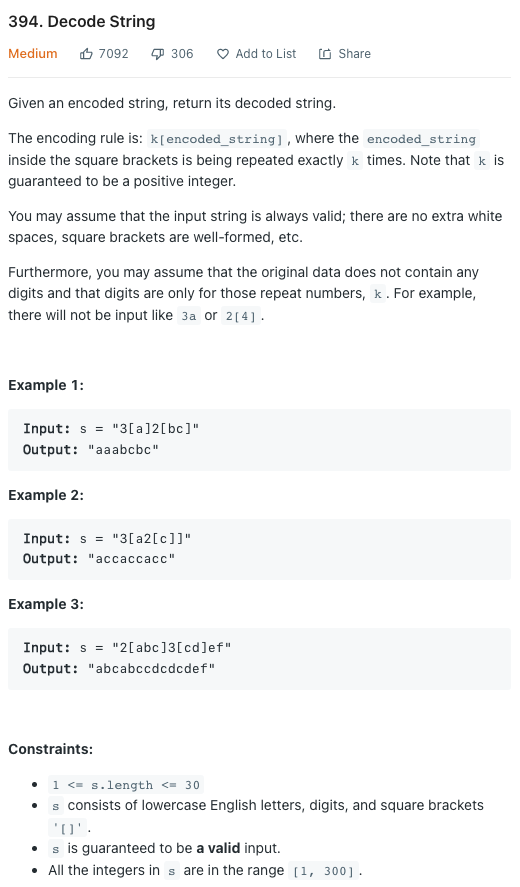 394. Decode String
Medium 7092 306 Add to List Share
Given an encoded string, return its decoded string.
The encoding rule is: k[encoded_string], where the encoded_string
inside the square brackets is being repeated exactly k times. Note that k is
guaranteed to be a positive integer.
You may assume that the input string is always valid; there are no extra white
spaces, square brackets are well-formed, etc.
Furthermore, you may assume that the original data does not contain any
digits and that digits are only for those repeat numbers, k. For example,
there will not be input like 3a or 2[4].
Example 1:
Input: s = "3[a]2[bc]"
Output: "aaabcbc"
Example 2:
Input: s = "3[a2[c]]"
Output: "accaccacc"
Example 3:
Input: s = "2[abc]3[cd]ef"
Output: "abcabccdcdcdef"
Constraints:
• 1 <= s.length <= 30
• s consists of lowercase English letters, digits, and square brackets
'[]'.
• s is guaranteed to be a valid input.
• All the integers in s are in the range [1, 300].